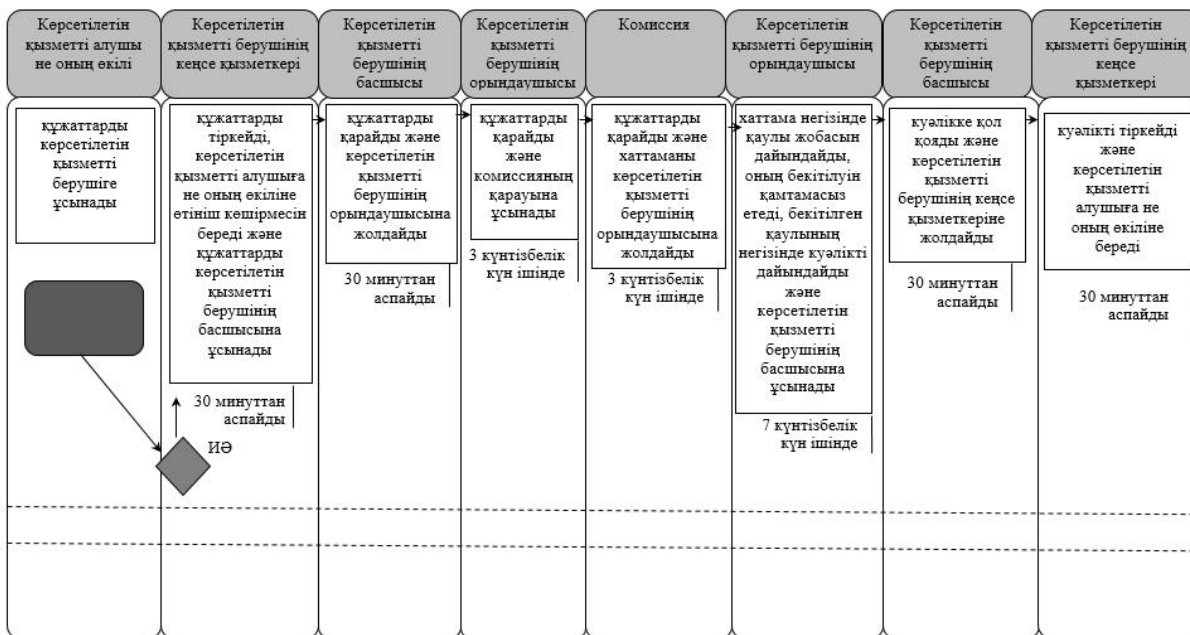 Көрсетілетін
қызметті алушы
не оның өкілі
Көрсетілетін
қызметті берушінің
кеңсе қызметкері
Көрсетілетін
қызметті
берушінің
басшысы
Көрсетілетін
қызметті
берушінің
орындаушысы
Комиссия
Көрсетілетін
қызметті берушінің
орындаушысы
Көрсетілетін
қызметті
берушінің
басшысы
Көрсетілетін
қызметті берушінің
кеңсе
қызметкері
құжаттарды
көрсетілетін
қызметті
берушіге
ұсынады
құжаттарды
тіркейді,
көрсетілетін
қызметті алушыға
не оның өкіліне
өтініш көшірмесін
береді және
құжаттарды
көрсетілетін
қызметті
берушінің
басшысына
ұсынады
30 минуттан
аспайды
ИӘ
құжаттарды
қарайды және
көрсетілетін
қызметті
берушінің
орындаушысына
жолдайды
30 минуттан
аспайды
құжаттарды
қарайды
және
комиссияның
қарауына
ұсынады
3 күнтізбелік
күн ішінде
құжаттарды
қарайды және
хаттаманы
көрсетілетін
қызметті
берушінің
орындаушысына
жолдайды
3 күнтізбелік
күн ішінде
хаттама негізінде
қаулы жобасын
дайындайды,
оның бекітілуін
қамтамасыз
етеді, бекітілген
қаулының
негізінде куәлікті
дайындайды
және
көрсетілетін
қызметті
берушінің
басшысына
ұсынады
7 күнтізбелік
күн ішінде
куәлікке қол
қояды және
көрсетілетін
қызметті
берушінің кеңсе
қызметкеріне
жолдайды
30 минуттан
аспайды
куәлікті тіркейді
және
көрсетілетін
қызметті
алушыға не
оның өкіліне
береді
30 минуттан
аспайды